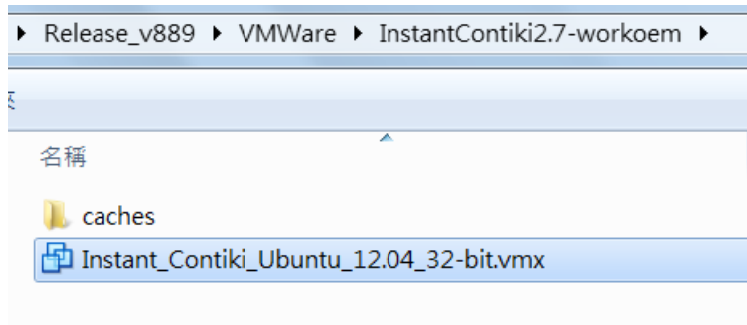 Release_v889 ▸ VMWare ▸ InstantContiki2.7-workoem ▸
名稱
caches
Instant_Contiki_Ubuntu_12.04_32-bit.vmx